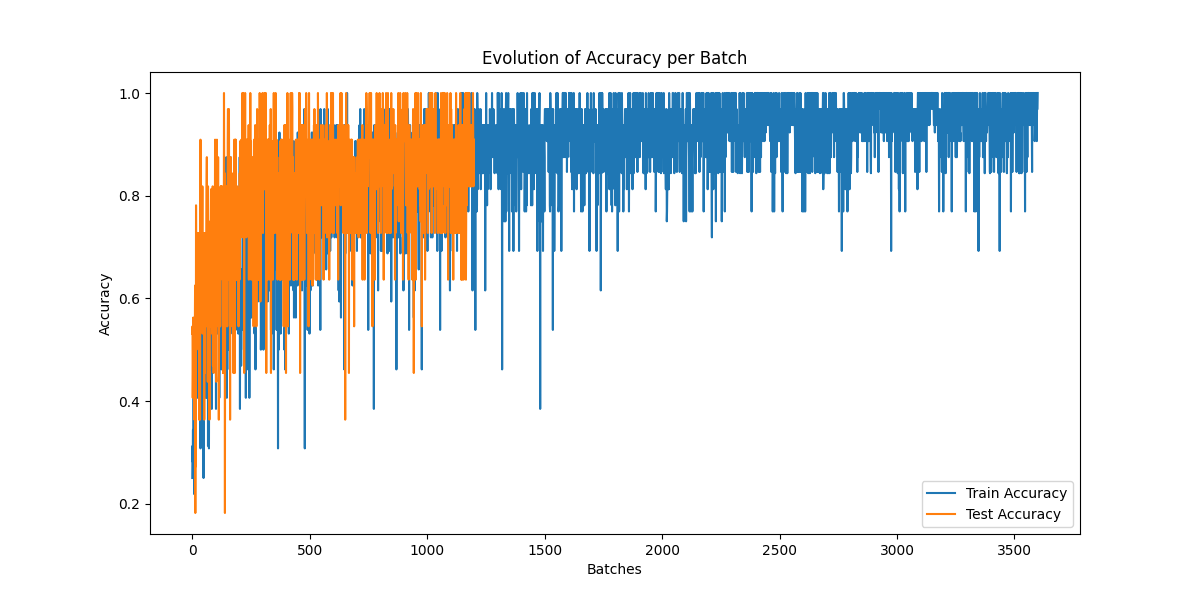 Evolution of Accuracy per Batch
1.0
0.8
0.6
0.4
0.2
Accuracy
0 500 1000 1500 2000 2500 3000 3500
Batches
Train Accuracy
Test Accuracy